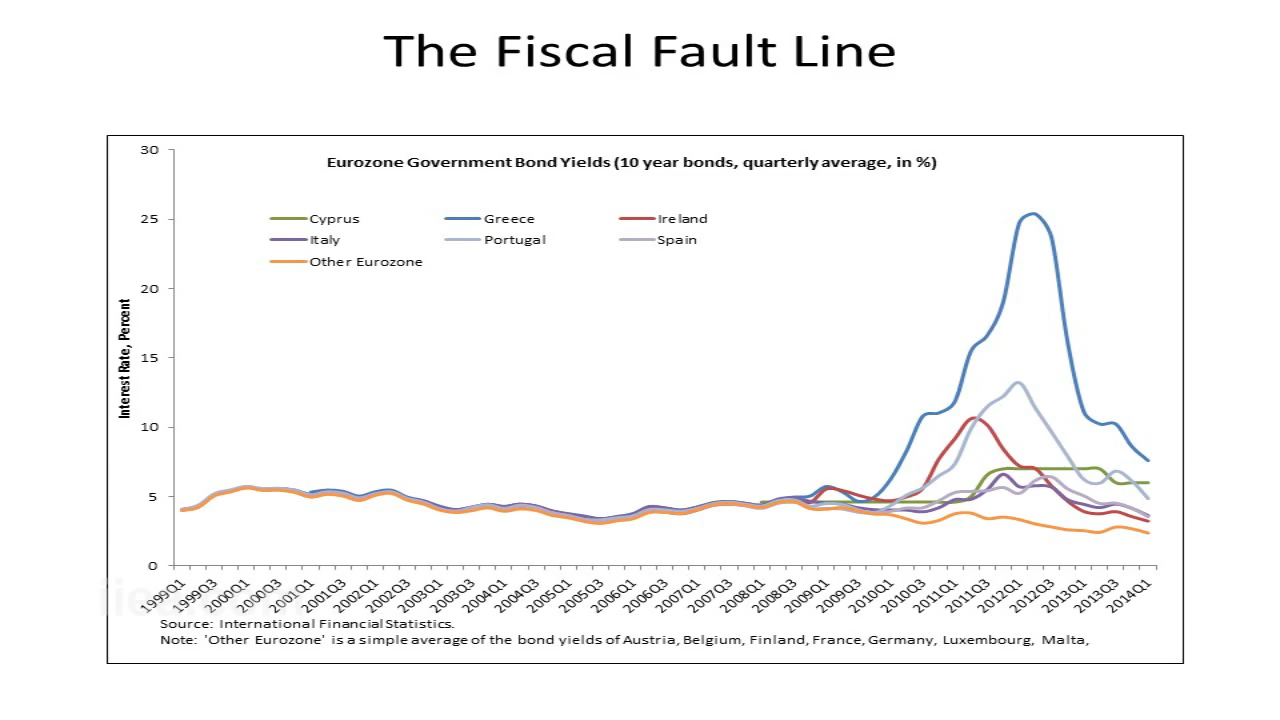 The Fiscal Fault Line
30
Eurozone Government Bond Yields (10 year bonds, quarterly average, in %)
25
Cyprus Greece Ireland
Italy Portugal Spain
Other Eurozone
20
15
10
5
0
Interest Rate, Percent
1999Q1 1999Q3 2000Q1 2000Q3 2001Q1 2001Q3 2002Q1 2002Q3 2003Q1 2003Q3 2004Q1 2004Q3 2005Q1 2005Q3 2006Q1 2006Q3 2007Q1 2007Q3 2008Q1 2008Q3 2009Q1 2009Q3 2010Q1 2010Q3 2011Q1 2011Q3 2012Q1 2012Q3 2013Q1 2013Q3 2014Q1
Source: International Financial Statistics.
Note: 'Other Eurozone' is a simple average of the bond yields of Austria, Belgium, Finland, France, Germany, Luxembourg, Malta,